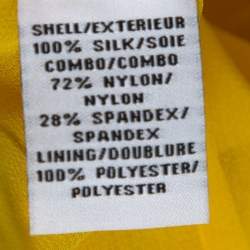 SHELL/EXTERIEUR
100% SILK/SOIE
COMBO/COMBO
72% NYLON/
NYLON
28% SPANDEX/
SPANDEX
LINING/DOUBLURE
100% POLYESTER/
POLYESTER